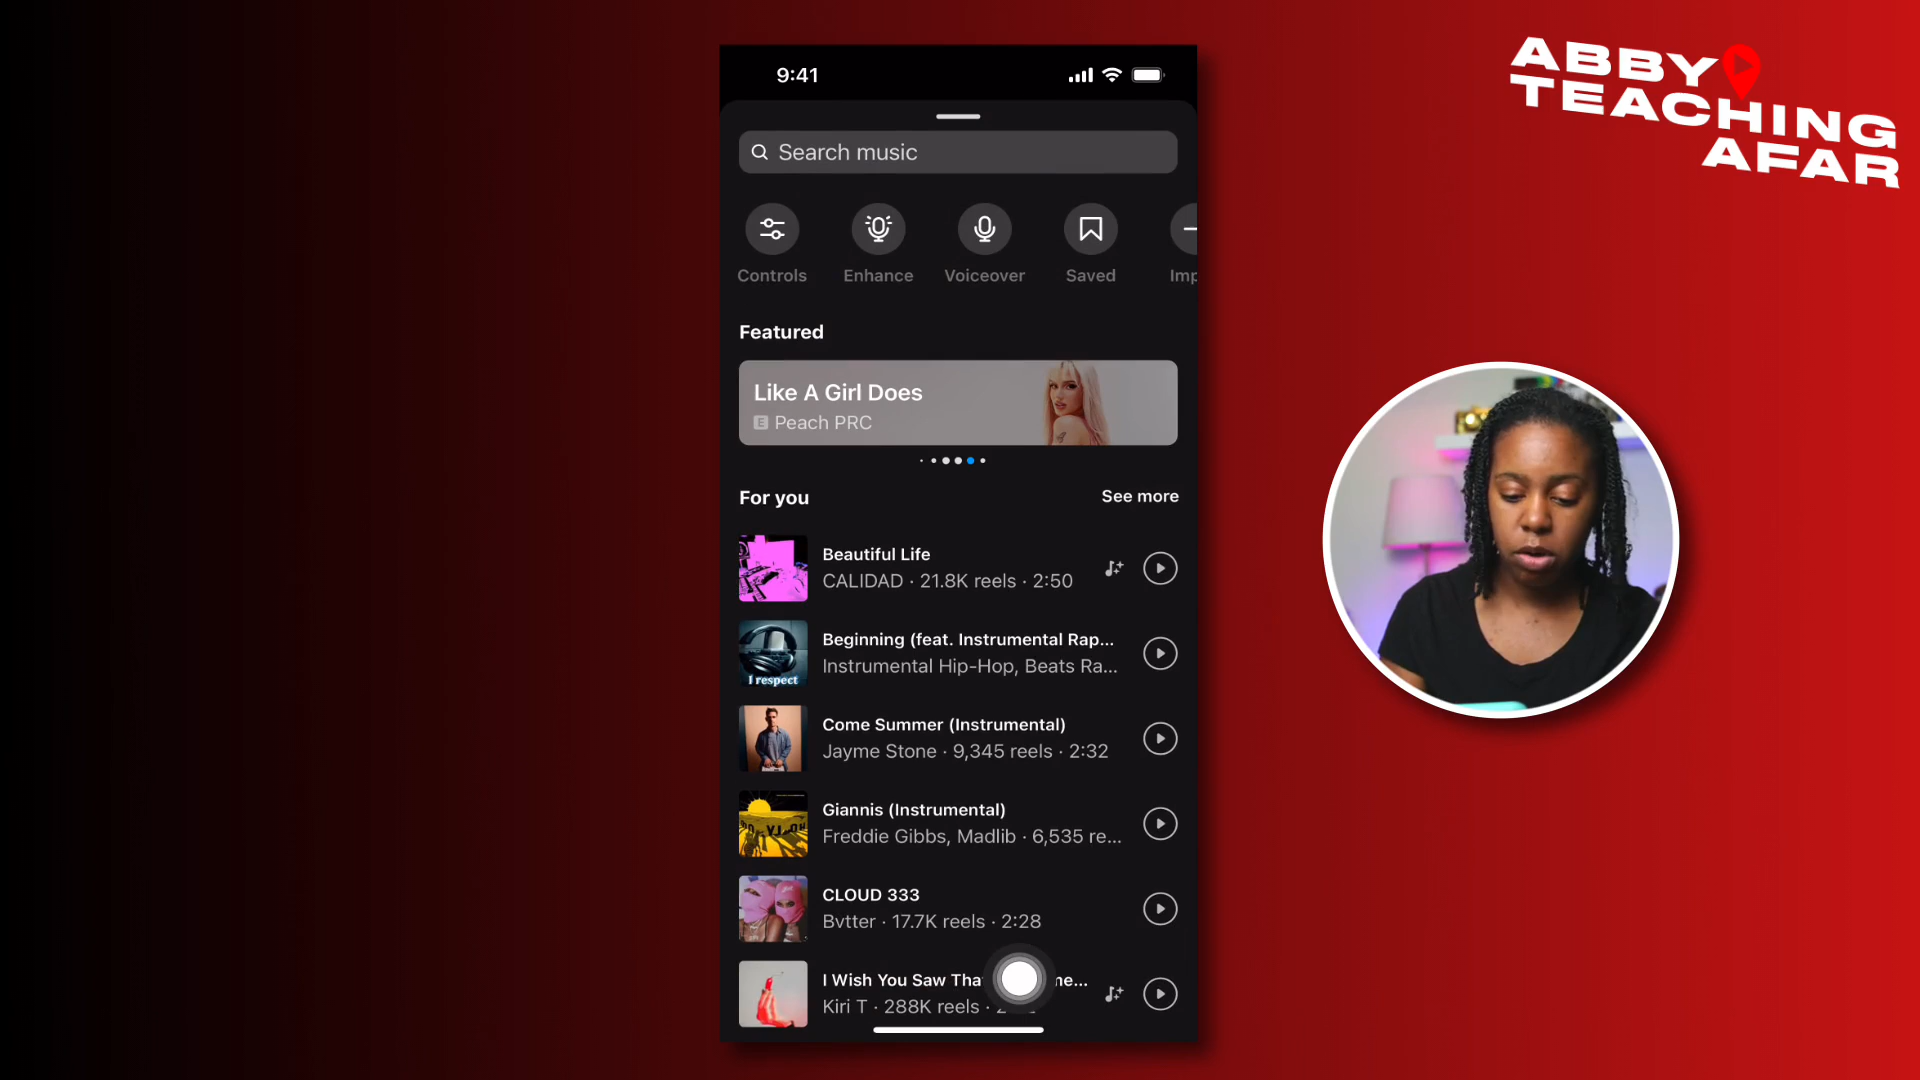 9:41
Search music
Controls
Enhance
Voiceover
Saved
Imp
Featured
Like A Girl Does
E Peach PRC
For you
See more
Beautiful Life
CALIDAD · 21.8K reels · 2:50
Beginning (feat. Instrumental Rap...
Instrumental Hip-Hop, Beats Ra...
I respect
Come Summer (Instrumental)
Jayme Stone · 9,345 reels · 2:32
Giannis (Instrumental)
Freddie Gibbs, Madlib · 6,535 re...
CLOUD 333
Bvtter · 17.7K reels · 2:28
I Wish You Saw Tha
Kiri T · 288K reels ·
ABBY
TEACHING
AFAR